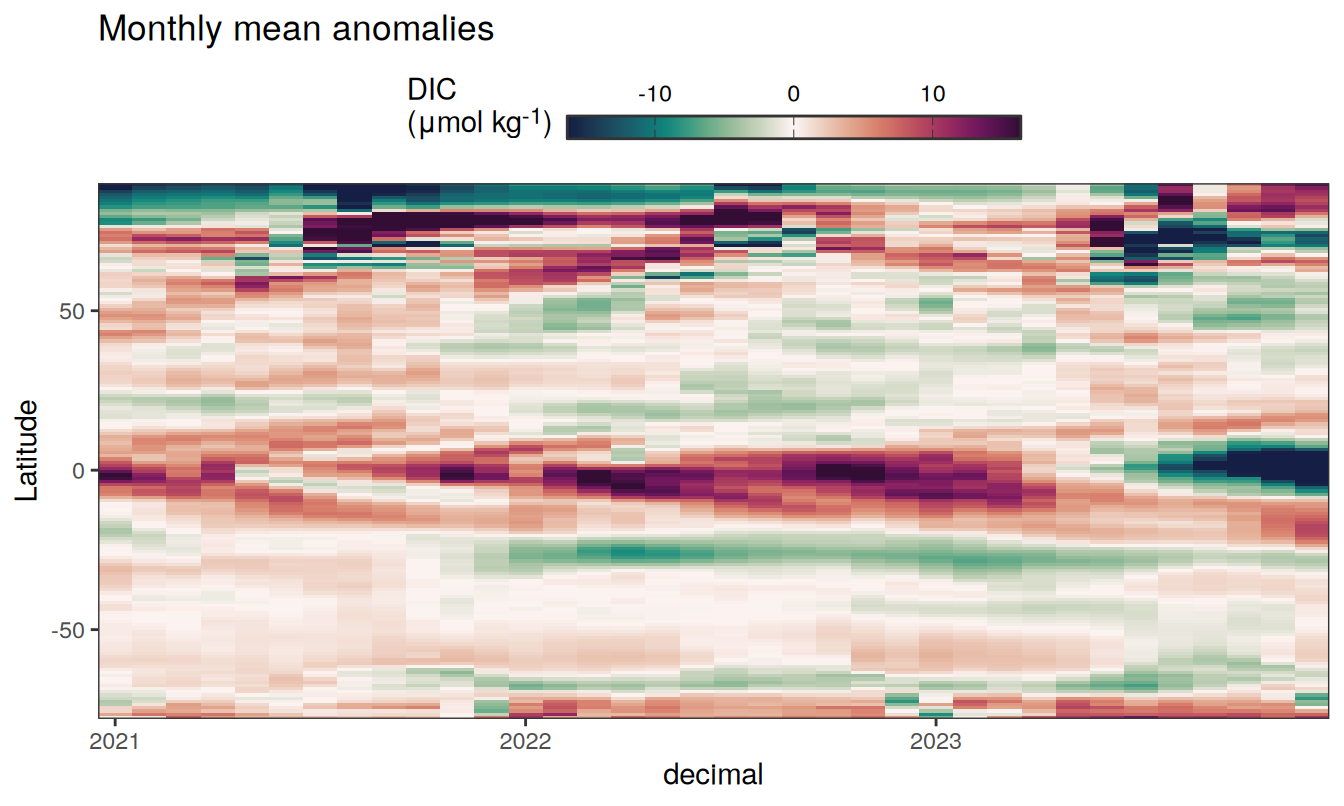 Monthly mean anomalies
DIC
(µmol kg⁻¹)
-10 0 10
Latitude
50
0
-50
2021 2022 2023
decimal